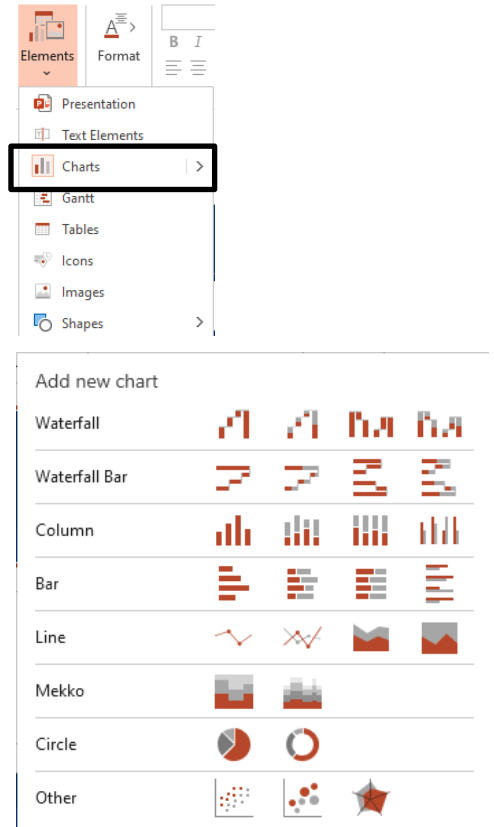 Elements
Format
B I
Presentation
Text Elements
Charts
Gantt
Tables
Icons
Images
Shapes
Add new chart
Waterfall
Waterfall Bar
Column
Bar
Line
Mekko
Circle
Other